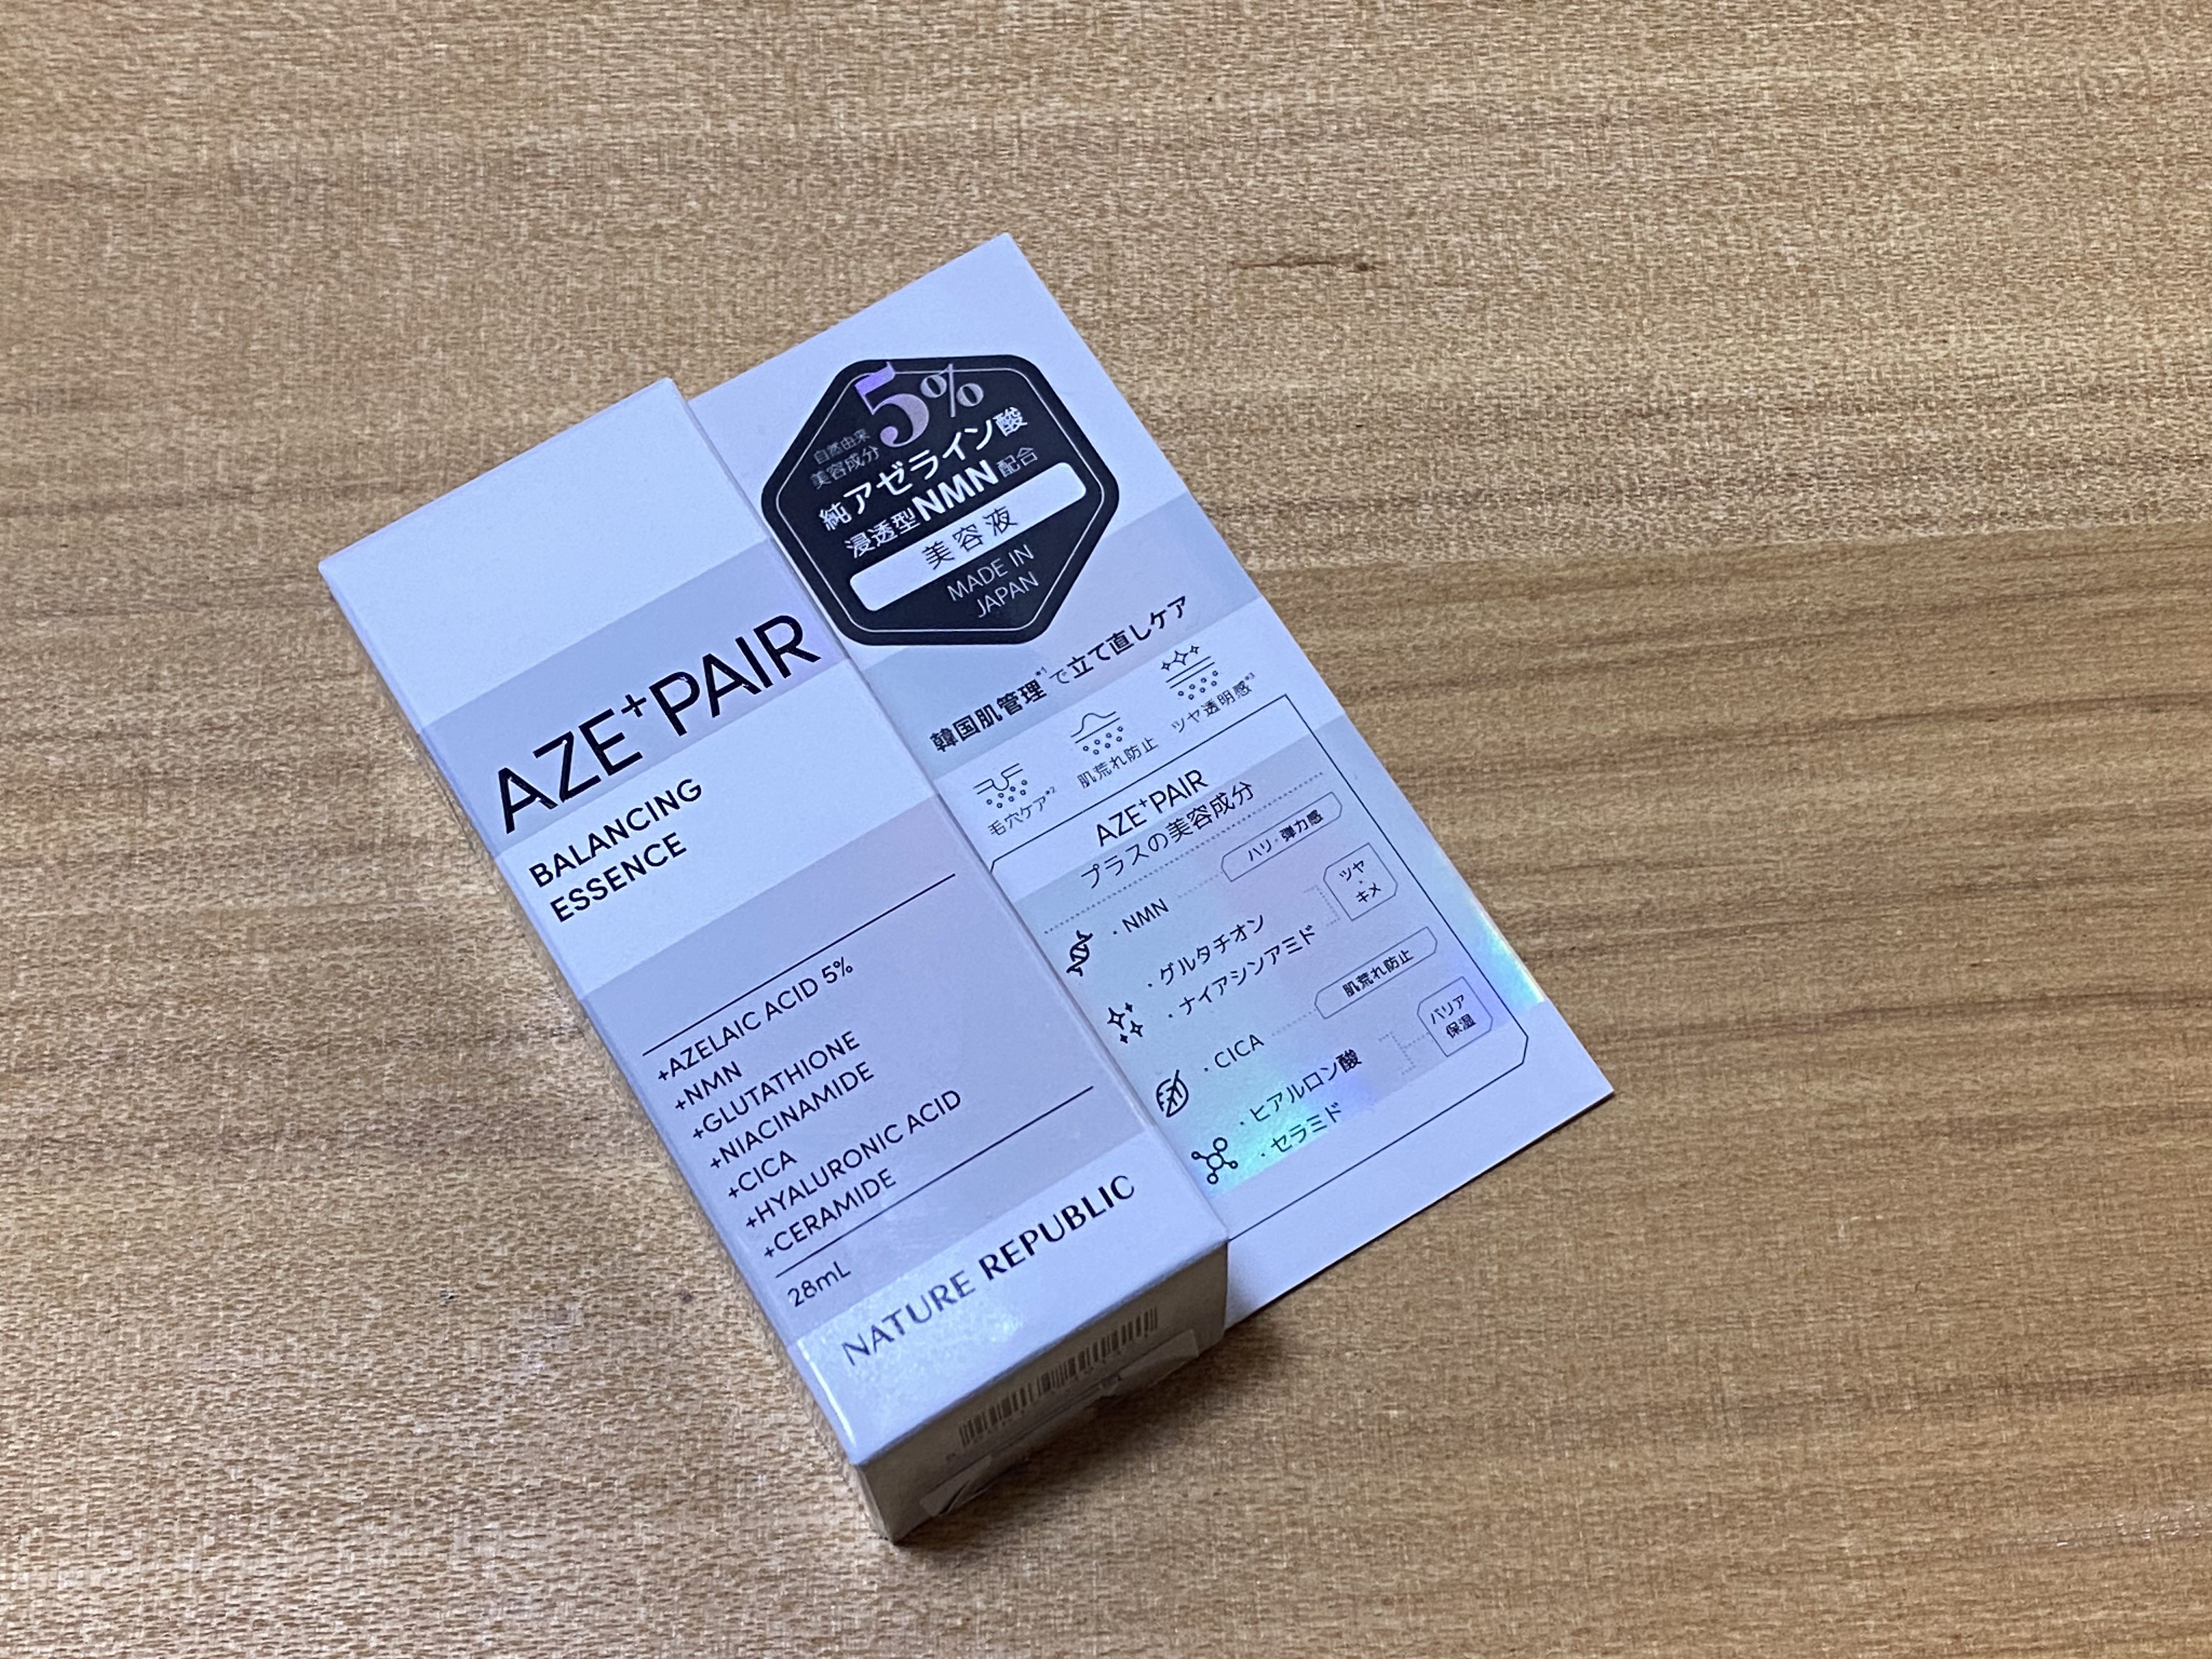 AZE+PAIR
BALANCING
ESSENCE
+AZELAIC ACID 5%
+NMN
+GLUTATHIONE
+NIACINAMIDE
+CICA
+HYALURONIC ACID
+CERAMIDE
28mL
NATURE REPUBLIC
自然由来
美容成分
5%
純アゼライン酸
浸透型NMN配合
美容液
MADE IN
JAPAN
韓国肌管理※1で立て直しケア
毛穴ケア※2
肌荒れ防止
ツヤ透明感※3
AZE+PAIR
プラスの美容成分
・NMN
ハリ・弾力感
・グルタチオン
・ナイアシンアミド
ツヤ
・
キメ
・CICA
肌荒れ防止
・ヒアルロン酸
・セラミド
バリア
保湿